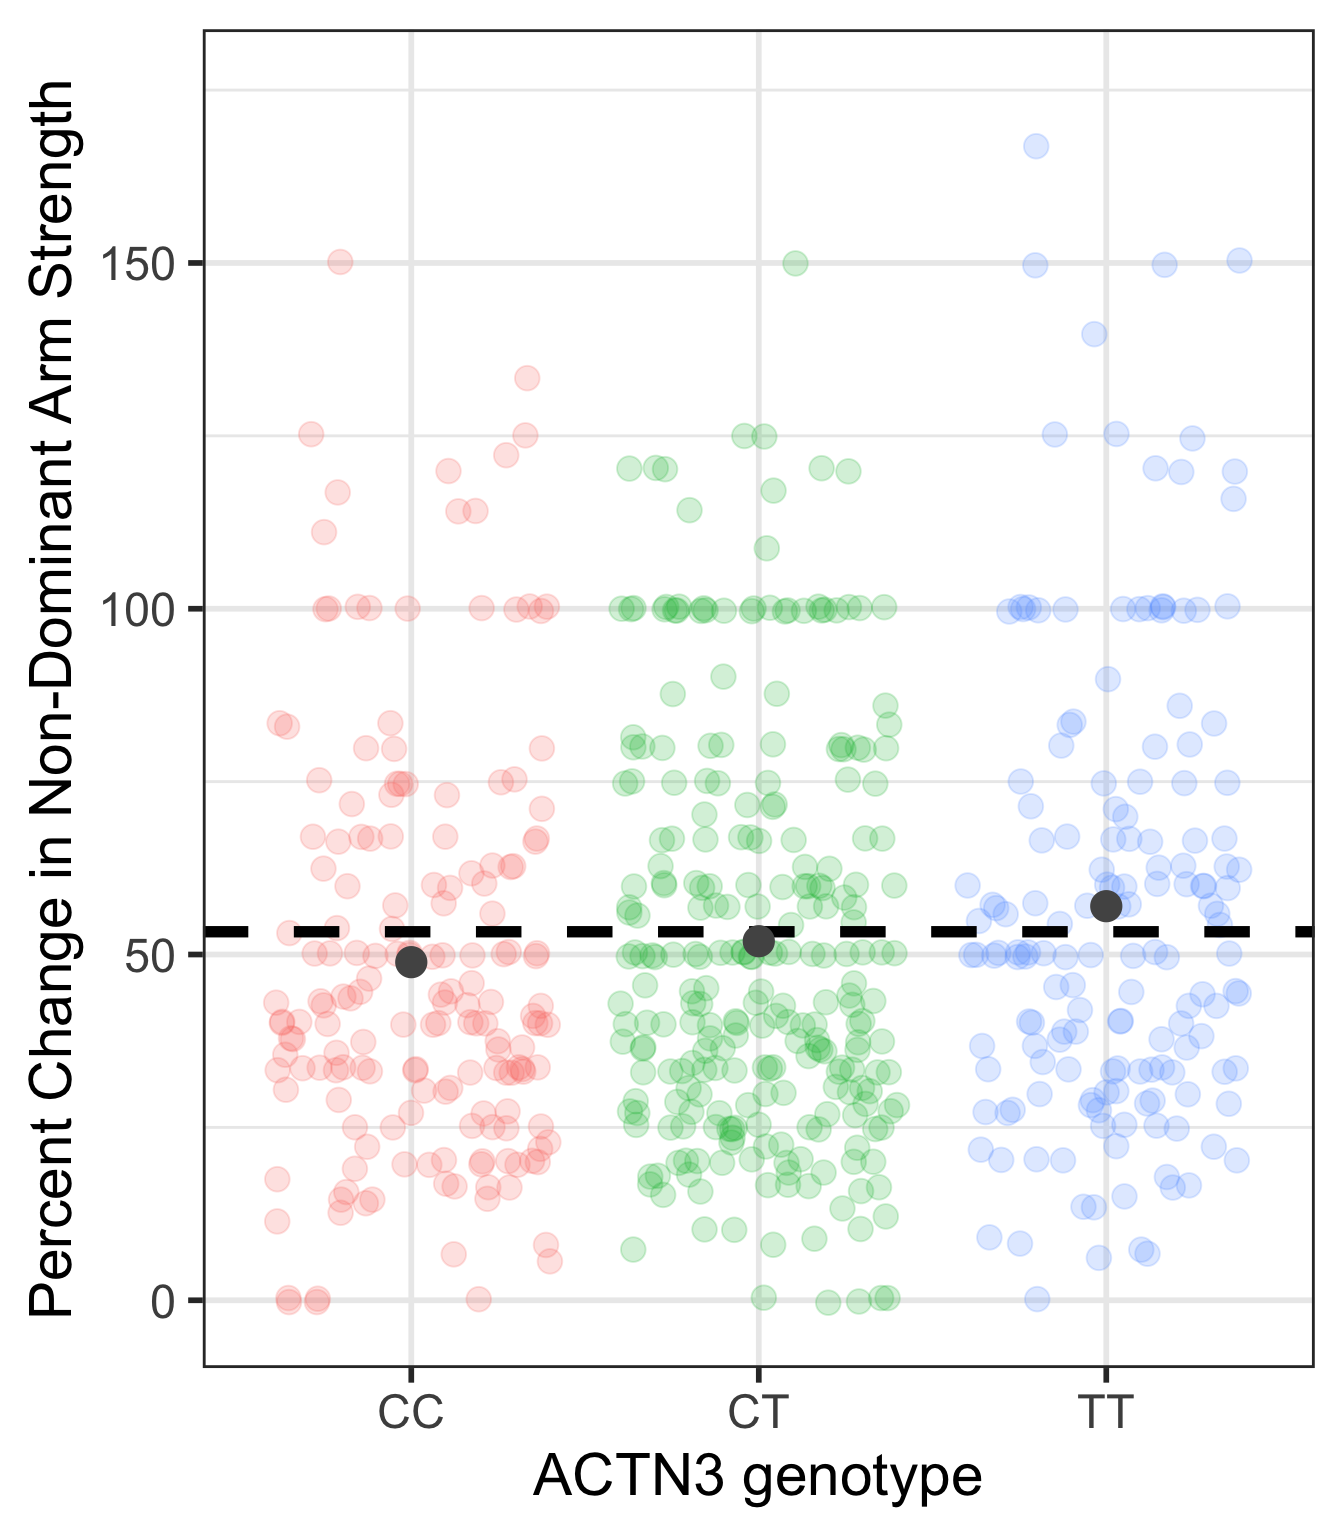 Percent Change in Non-Dominant Arm Strength
150
100
50
0
CC CT TT
ACTN3 genotype